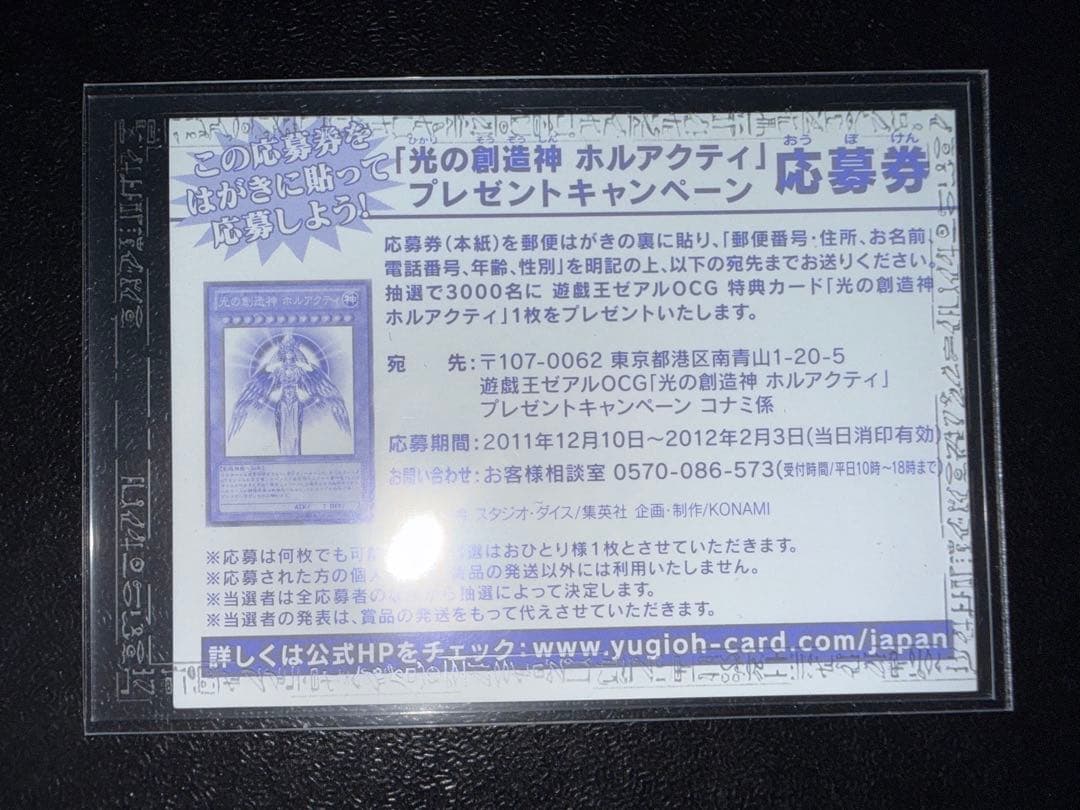 この応募券を
はがきに貼って
応募しよう!
ひかり そうぞうしん
「光の創造神 ホルアクティ」
プレゼントキャンペーン
おう ぼ けん
応募券
応募券(本紙)を郵便はがきの裏に貼り、「郵便番号・住所、お名前、
電話番号、年齢、性別」を明記の上、以下の宛先までお送りください。
抽選で3000名に 遊戯王ゼアルOCG 特典カード「光の創造神
ホルアクティ」1枚をプレゼントいたします。
光の創造神 ホルアクティ 神
宛 先:〒107-0062 東京都港区南青山1-20-5
遊戯王ゼアルOCG「光の創造神 ホルアクティ」
プレゼントキャンペーン コナミ係
応募期間:2011年12月10日〜2012年2月3日(当日消印有効)
お問い合わせ:お客様相談室 0570-086-573(受付時間/平日10時〜18時まで)
スタジオ・ダイス/集英社 企画・制作/KONAMI
※応募は何枚でも可 選はおひとり様1枚とさせていただきます。
※応募された方の個人 賞品の発送以外には利用いたしません。
※当選者は全応募者の から抽選によって決定します。
※当選者の発表は、賞品の発送をもって代えさせていただきます。
詳しくは公式HPをチェック:www.yugioh-card.com/japan